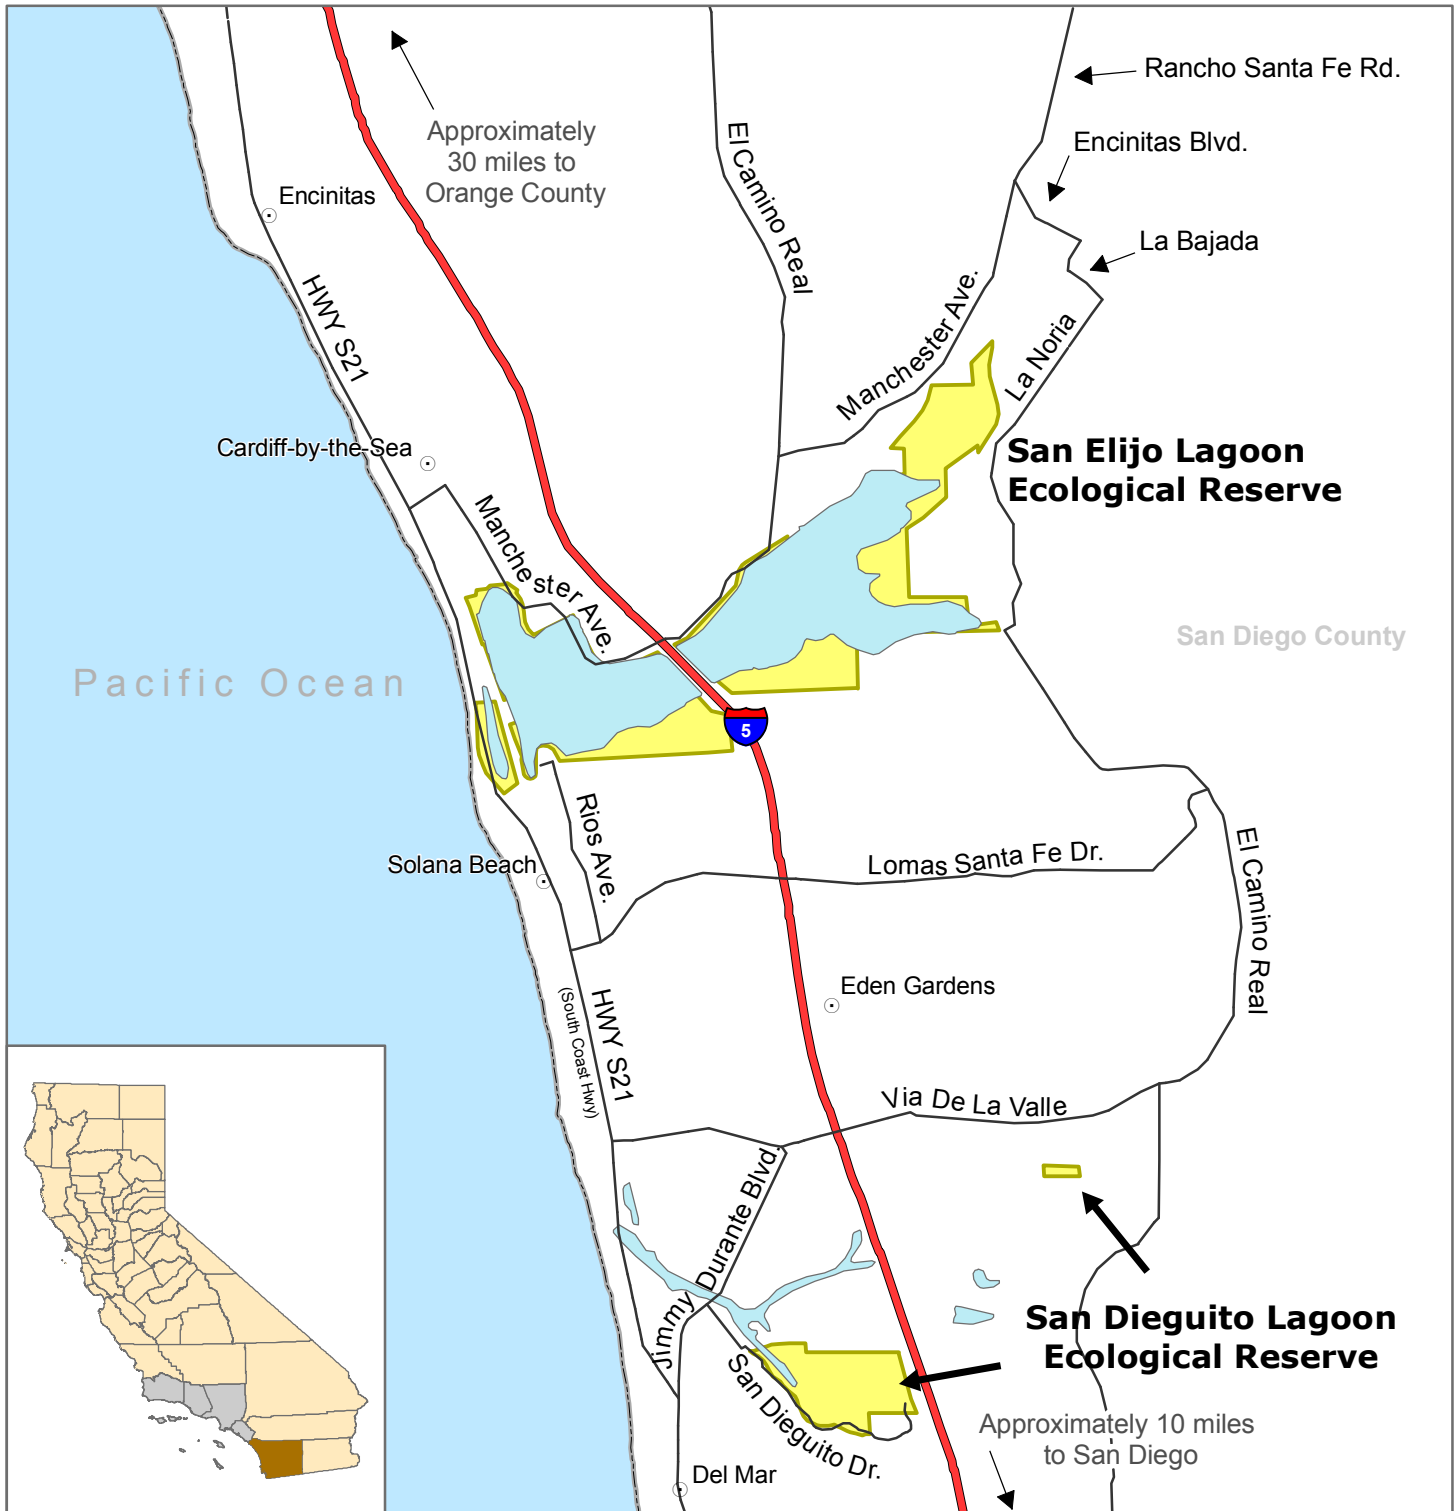 Rancho Santa Fe Rd.
Approximately
30 miles to
Orange County
El Camino Real
Encinitas Blvd.
Encinitas
La Bajada
HWY S21
Manchester Ave.
La Noria
Cardiff-by-the-Sea
San Elijo Lagoon
Ecological Reserve
Manchester Ave.
San Diego County
Pacific Ocean
5
Rios Ave.
Lomas Santa Fe Dr.
El Camino Real
Solana Beach
Eden Gardens
HWY S21
(South Coast Hwy)
Via De La Valle
Jimmy Durante Blvd.
San Dieguito Lagoon
Ecological Reserve
San Dieguito Dr.
Approximately 10 miles
to San Diego
Del Mar